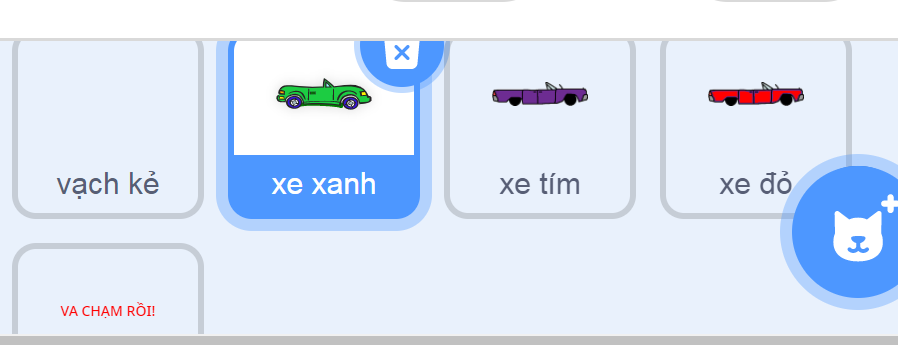 vạch kẻ
xe xanh
xe tím
xe đỏ
VA CHẠM RỒI!